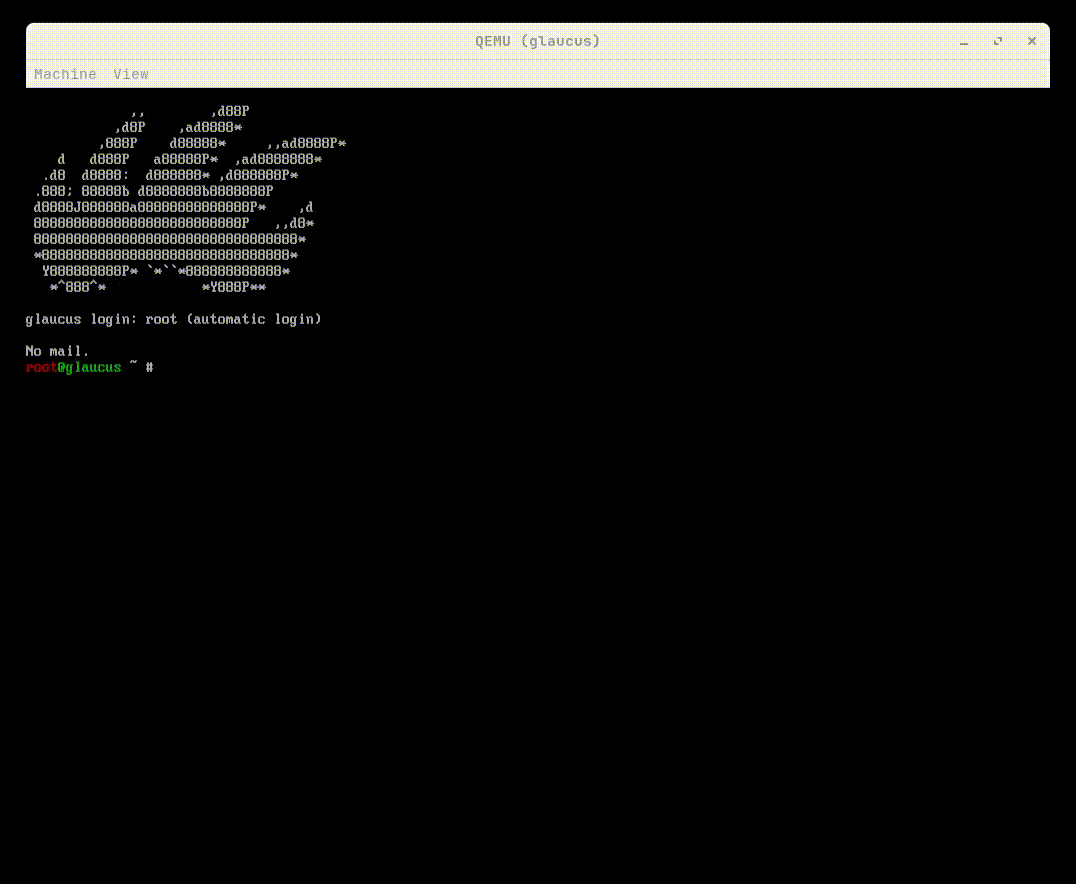 QEMU (glaucus)
Machine View
,, ,d88P
,d8P ,ad8888*
,888P d88888* ,,ad8888P*
d d888P a88888P* ,ad8888888*
.d8 d8888: d888888* ,d888888P*
.888; 88888b d8888888b8888888P
d8888J888888a88888888888888P* ,d
88888888888888888888888888P ,,d8*
888888888888888888888888888888888*
*8888888888888888888888888888888*
Y888888888P* `*``*888888888888*
*^888^* *Y888P**
glaucus login: root (automatic login)
No mail.
root@glaucus ~ #